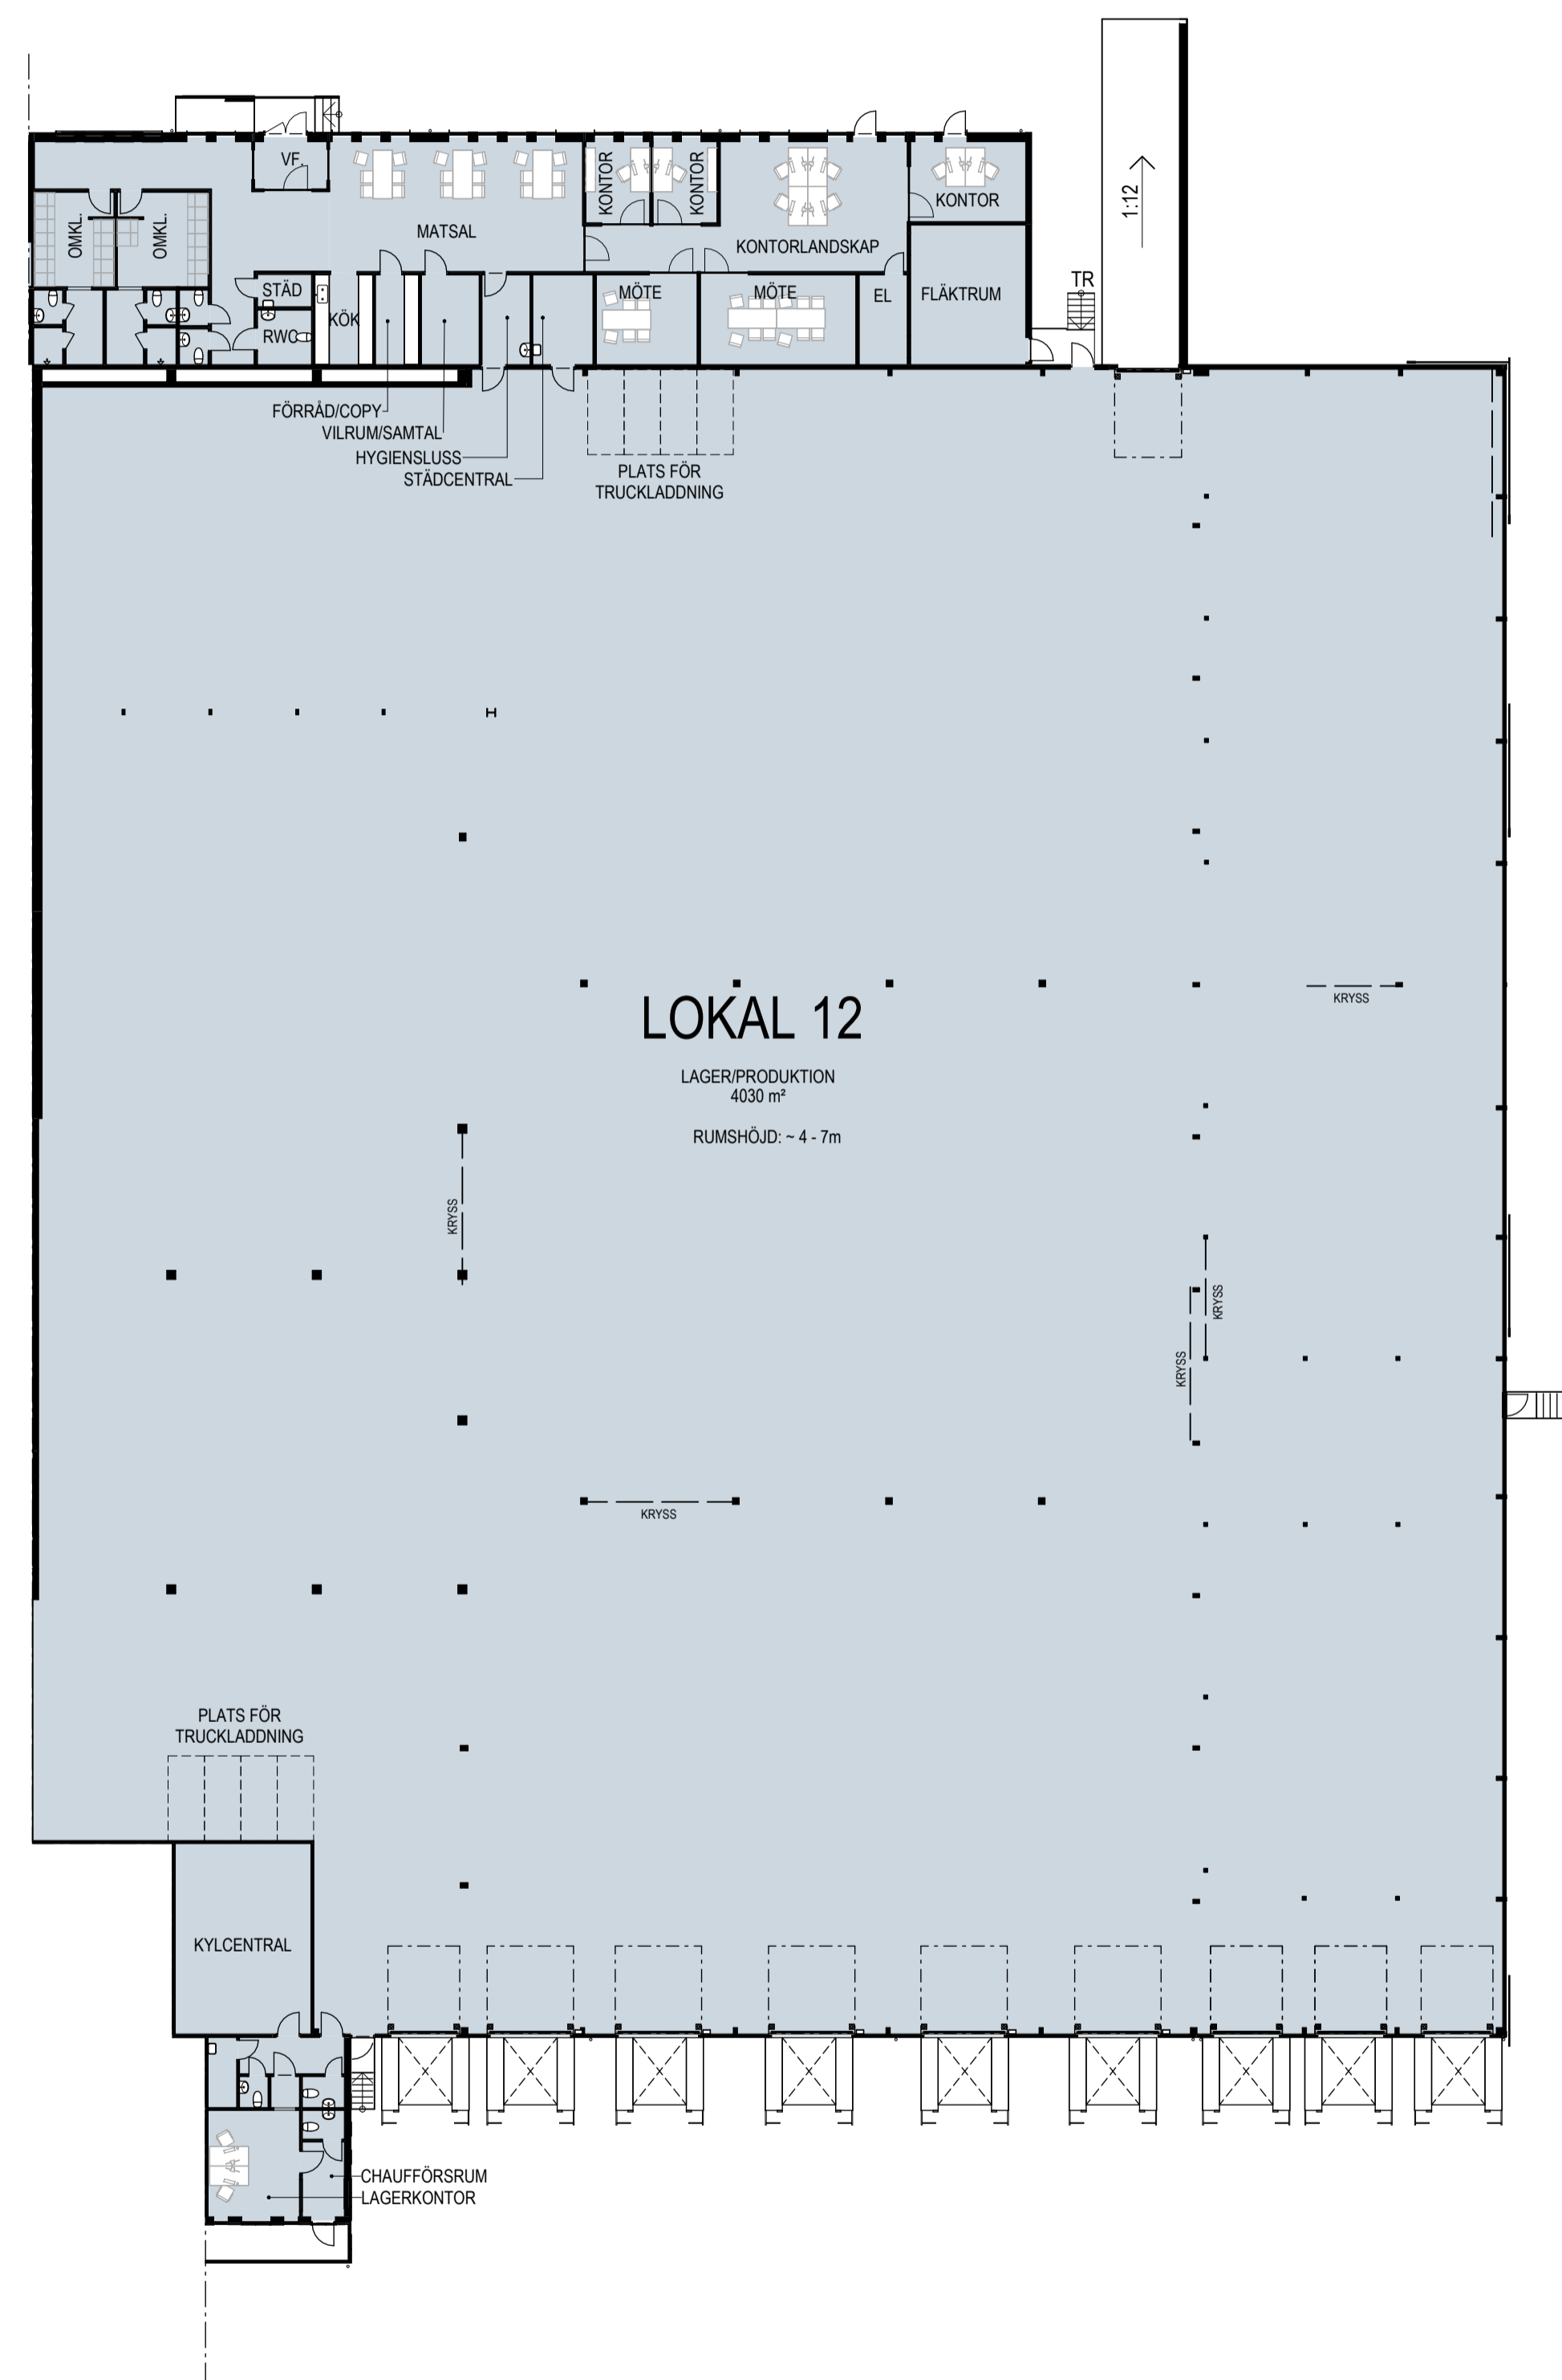 VF.
KONTOR
KONTOR
KONTOR
1:12
OMKL.
OMKL.
MATSAL
KONTORLANDSKAP
TR
STÄD
MÖTE
MÖTE
EL
FLÄKTRUM
KÖK
RWC
FÖRRÅD/COPY
VILRUM/SAMTAL
HYGIENSLUSS
STÄDCENTRAL
PLATS FÖR
TRUCKLADDNING
LOKAL 12
KRYSS
LAGER/PRODUKTION
4030 m²
RUMSHÖJD: ~ 4 - 7m
KRYSS
KRYSS
KRYSS
KRYSS
PLATS FÖR
TRUCKLADDNING
KYLCENTRAL
CHAUFFÖRSRUM
LAGERKONTOR